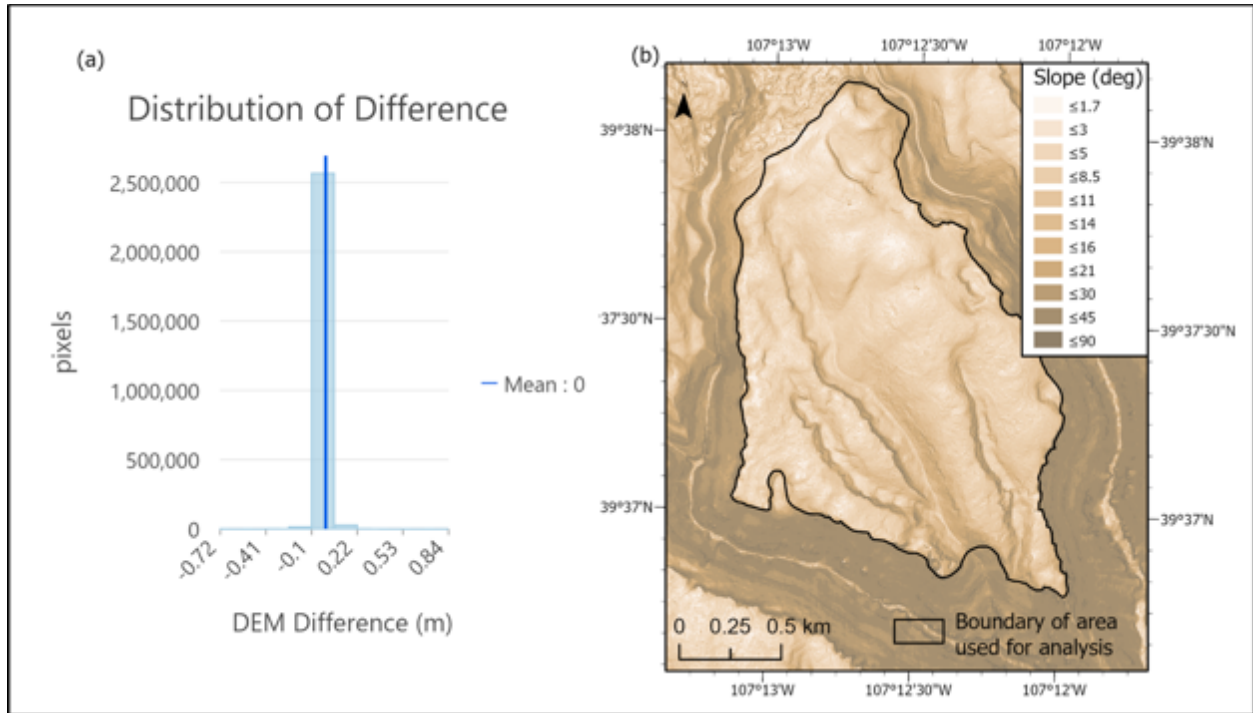 (a)
Distribution of Difference
2,500,000
2,000,000
1,500,000
1,000,000
500,000
0
pixels
-0.72
-0.41
-0.1
0.22
0.53
0.84
DEM Difference (m)
Mean : 0
(b)
107°13'W
107°12'30"W
107°12'W
39°38'N
'37'30"N
39°37'N
39°38'N
39°37'30"N
39°37'N
Slope (deg)
≤1.7
≤3
≤5
≤8.5
≤11
≤14
≤16
≤21
≤30
≤45
≤90
0 0.25 0.5 km
Boundary of area
used for analysis
107°13'W
107°12'30"W
107°12'W